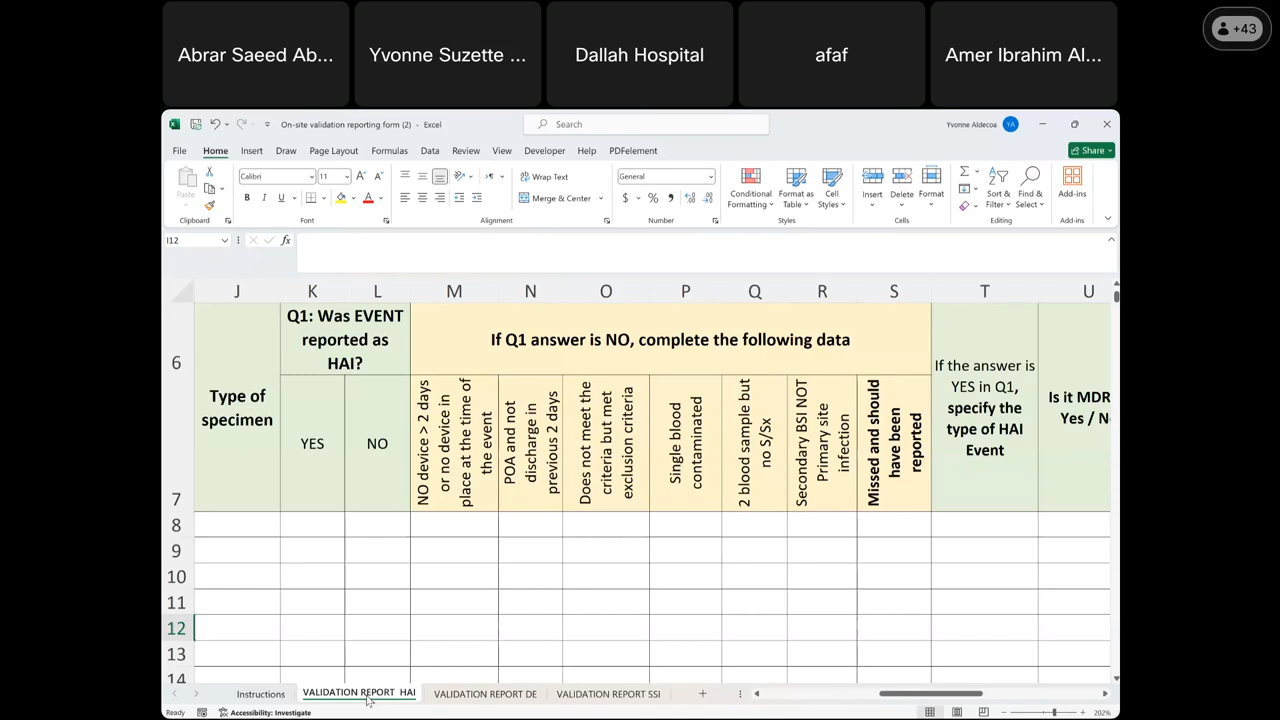 Abrar Saeed Ab...
Yvonne Suzette ...
Dallah Hospital
afaf
Amer Ibrahim Al...
+43
On-site validation reporting form (2) - Excel
Search
Yvonne Aldecoa
YA
File
Home
Insert
Draw
Page Layout
Formulas
Data
Review
View
Developer
Help
PDFelement
Share
Paste
Clipboard
Calibri
11
B
I
U
Font
Wrap Text
Merge & Center
Alignment
General
Number
Conditional
Formatting
Format as
Table
Cell
Styles
Styles
Insert
Delete
Format
Cells
Sort &
Filter
Find &
Select
Editing
Add-ins
Add-ins
I12
fx
J
K
L
M
N
O
P
Q
R
S
T
U
6
7
Type of
specimen
Q1: Was EVENT
reported as
HAI?
YES
NO
If Q1 answer is NO, complete the following data
NO device > 2 days
or no device in
place at the time of
the event
POA and not
discharge in
previous 2 days
Does not meet the
criteria but met
exclusion criteria
Single blood
contaminated
2 blood sample but
no S/Sx
Secondary BSI NOT
Primary site
infection
Missed and should
have been
reported
If the answer is
YES in Q1,
specify the
type of HAI
Event
Is it MDR
Yes / N
8
9
10
11
12
13
14
Instructions
VALIDATION REPORT HAI
VALIDATION REPORT DE
VALIDATION REPORT SSI
Ready
Accessibility: Investigate
202%